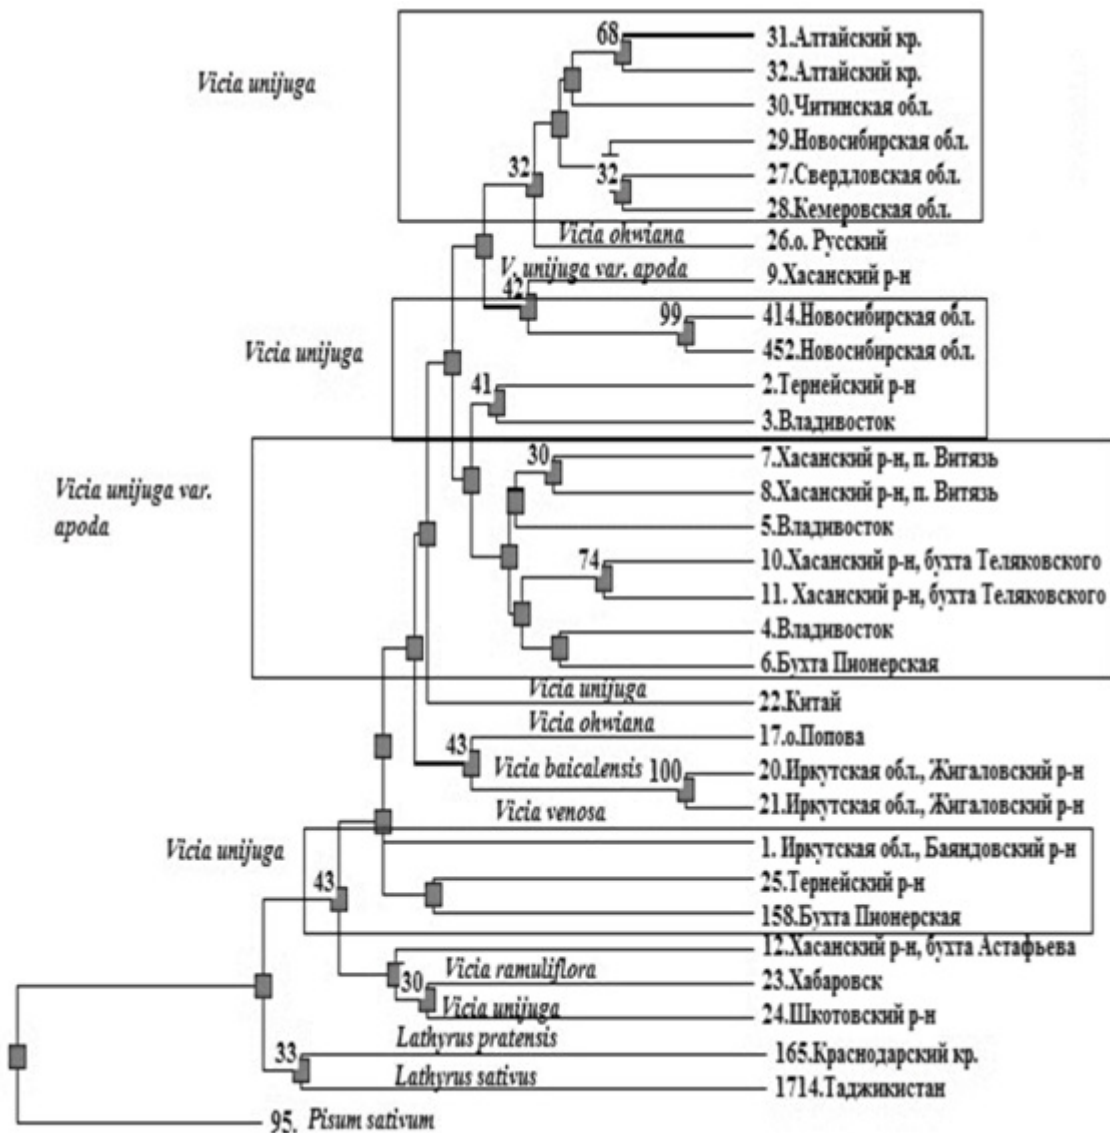 68 31.Алтайский кр.
Vicia unijuga 32.Алтайский кр.
30.Читинская обл.
29.Новосибирская обл.
32 32 27.Свердловская обл.
28.Кемеровская обл.
Vicia ohwiana 26.о. Русский
V. unijuga var. apoda 9.Хасанский р-н
42
99 414.Новосибирская обл.
Vicia unijuga 452.Новосибирская обл.
41 2.Тернейский р-н
3.Владивосток
30 7.Хасанский р-н, п. Витязь
Vicia unijuga var. 8.Хасанский р-н, п. Витязь
apoda 5.Владивосток
74 10.Хасанский р-н, бухта Теляковского
11. Хасанский р-н, бухта Теляковского
4.Владивосток
6.Бухта Пионерская
Vicia unijuga 22.Китай
Vicia ohwiana 17.о.Попова
43
Vicia baicalensis 100 20.Иркутская обл., Жигаловский р-н
Vicia venosa 21.Иркутская обл., Жигаловский р-н
Vicia unijuga 1. Иркутская обл., Баяндовский р-н
43 25.Тернейский р-н
158.Бухта Пионерская
12.Хасанский р-н, бухта Астафьева
30 Vicia ramuliflora 23.Хабаровск
Vicia unijuga 24.Шкотовский р-н
Lathyrus pratensis 165.Краснодарский кр.
33
Lathyrus sativus 1714.Таджикистан
95. Pisum sativum